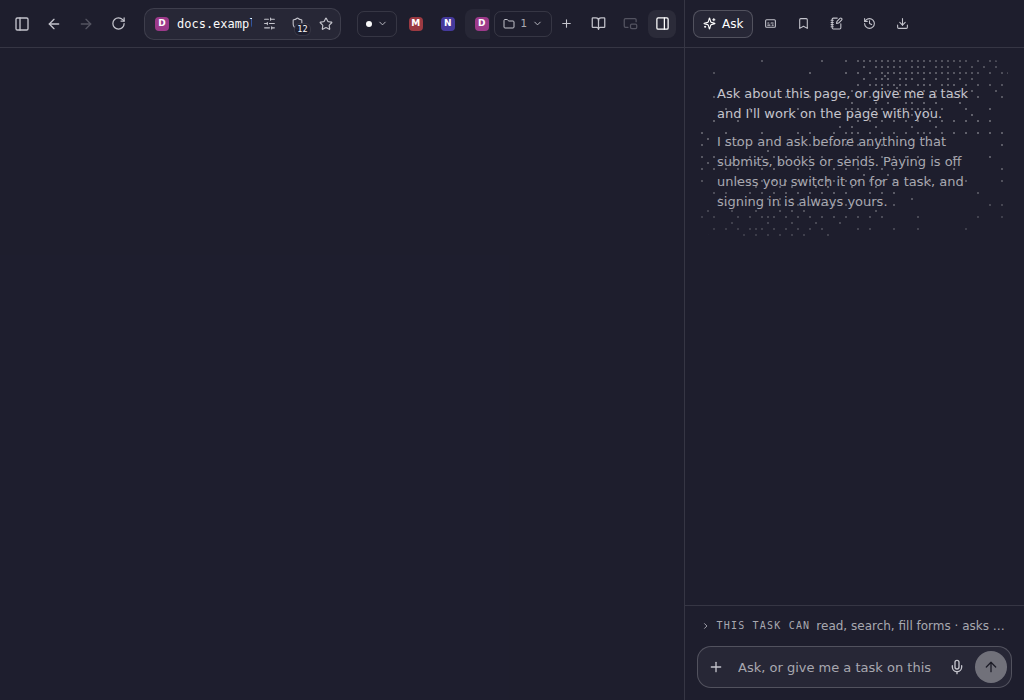 D docs.exampl 12 M N D 1 Ask
Ask about this page, or give me a task
and I'll work on the page with you.
I stop and ask before anything that
submits, books or sends. Paying is off
unless you switch it on for a task, and
signing in is always yours.
THIS TASK CAN read, search, fill forms · asks …
Ask, or give me a task on this